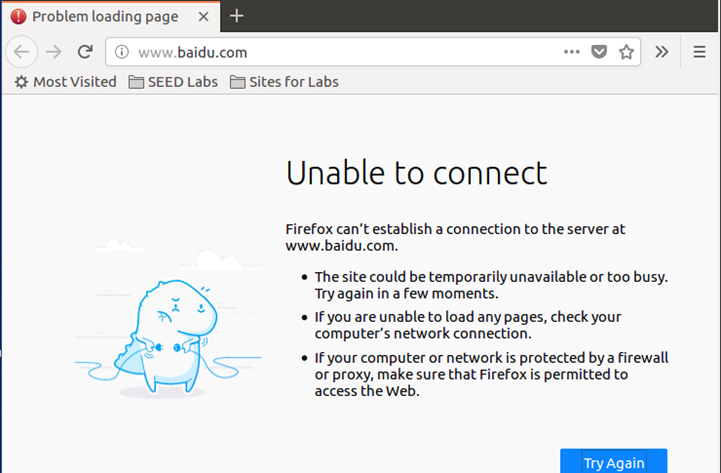 Problem loading page
www.baidu.com
Most Visited SEED Labs Sites for Labs
Unable to connect
Firefox can’t establish a connection to the server at
www.baidu.com.
• The site could be temporarily unavailable or too busy.
Try again in a few moments.
• If you are unable to load any pages, check your
computer’s network connection.
• If your computer or network is protected by a firewall
or proxy, make sure that Firefox is permitted to
access the Web.
Try Again